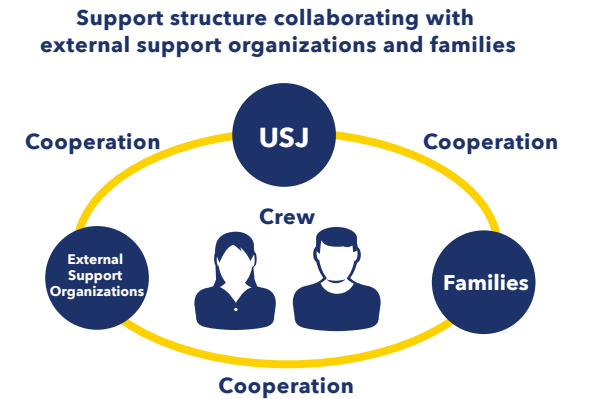 Support structure collaborating with
external support organizations and families
USJ
Cooperation
Cooperation
Crew
External
Support
Organizations
Families
Cooperation